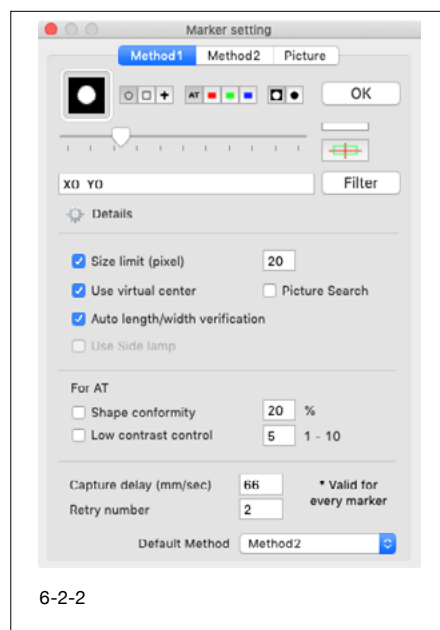 Marker setting
Method1 Method2 Picture
AT OK
X0 Y0 Filter
Details
Size limit (pixel) 20
Use virtual center Picture Search
Auto length/width verification
Use Side lamp
For AT
Shape conformity 20 %
Low contrast control 5 1 - 10
Capture delay (mm/sec) 66 * Valid for
every marker
Retry number 2
Default Method Method2
6-2-2